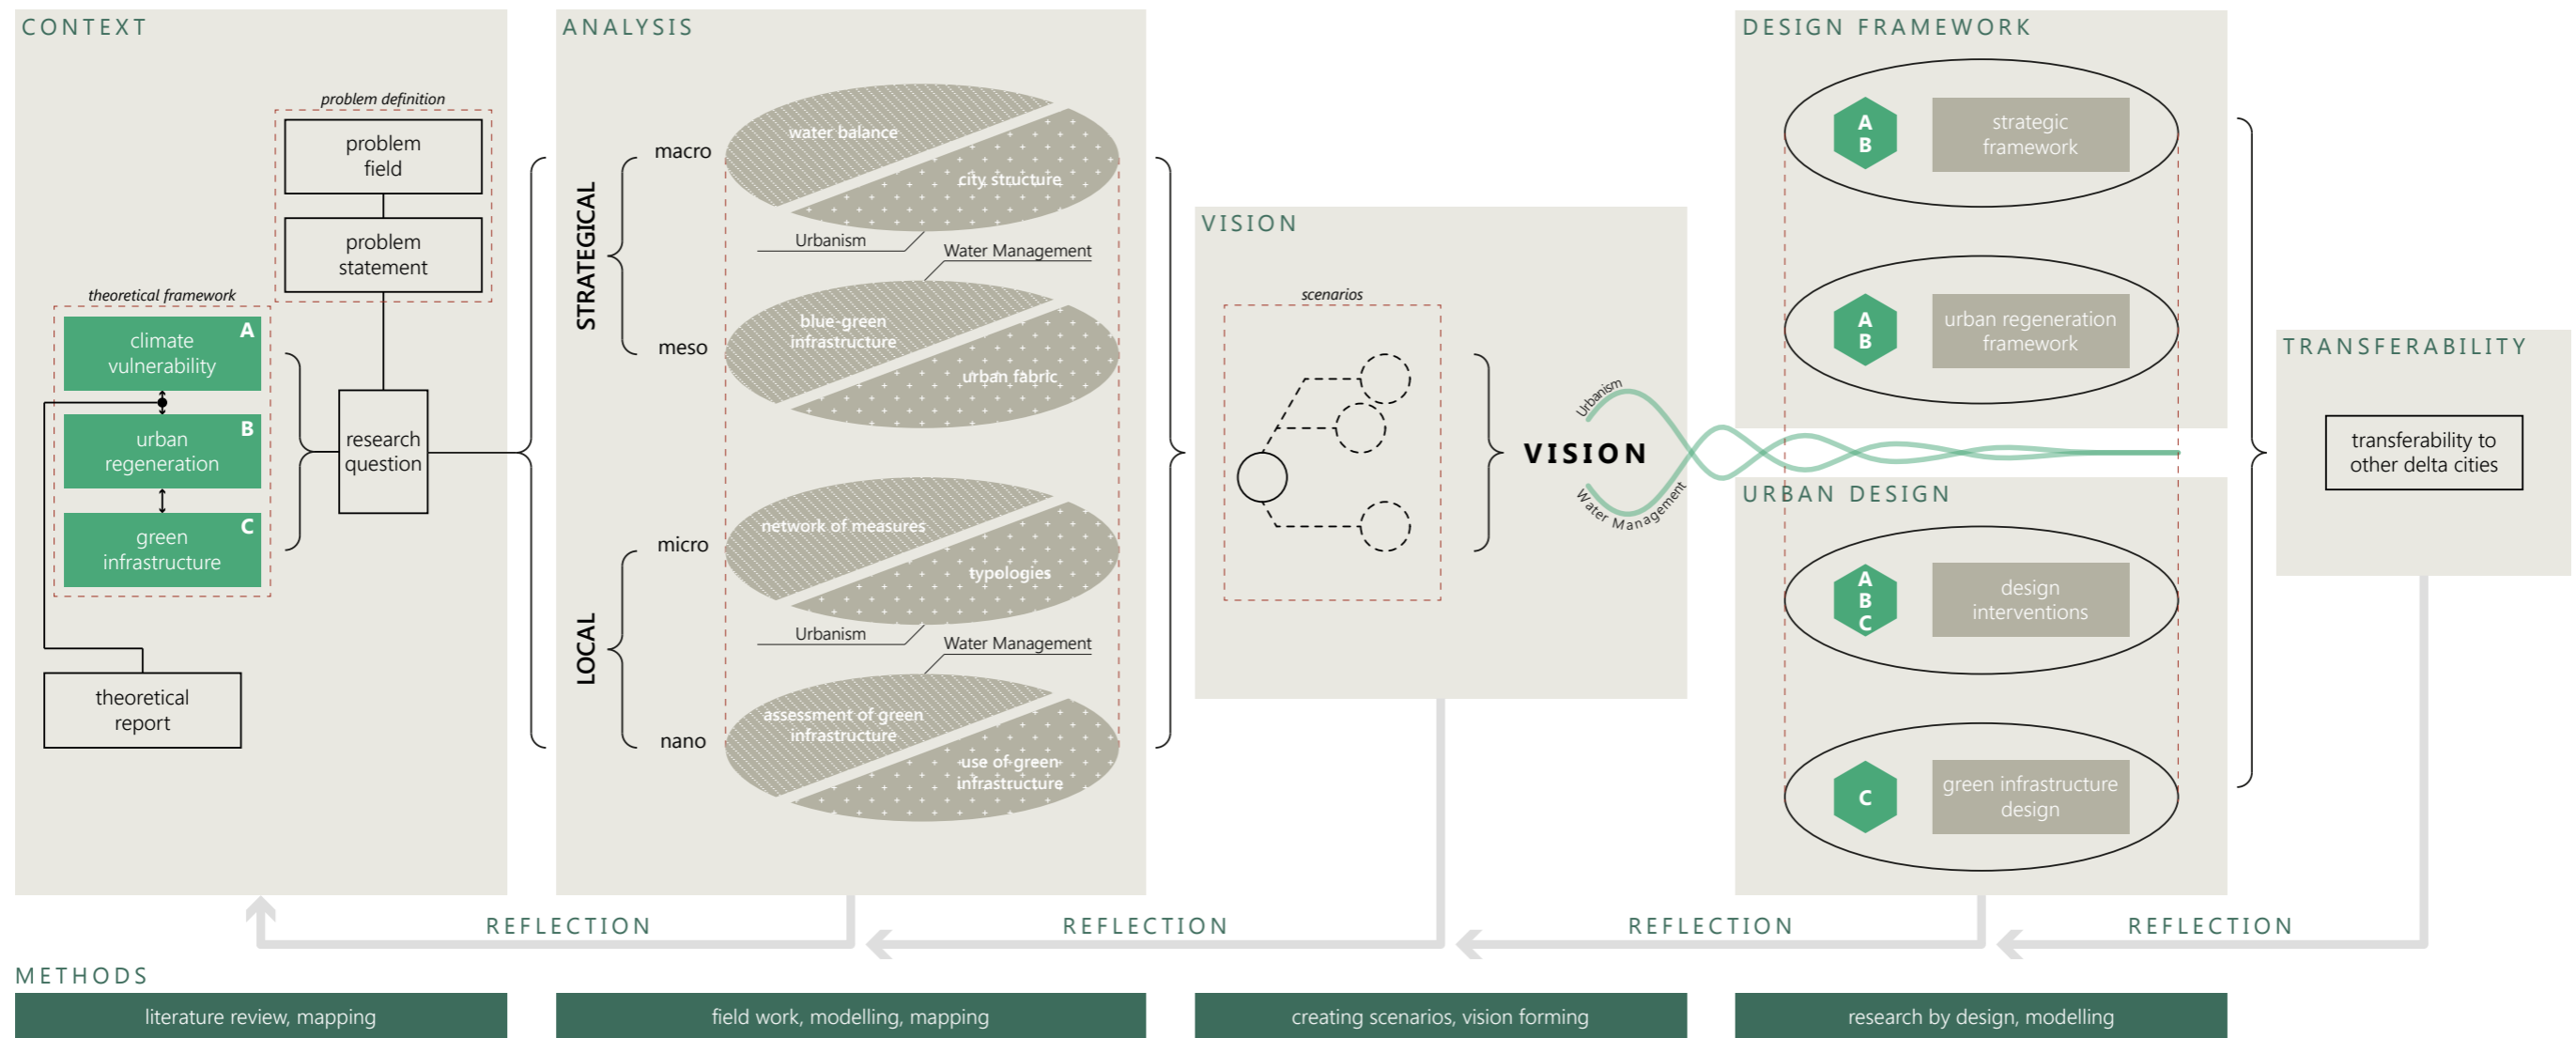 CONTEXT
problem definition
problem
field
problem
statement
theoretical framework
A
climate
vulnerability
B
urban
regeneration
C
green
infrastructure
research
question
theoretical
report
ANALYSIS
STRATEGICAL
macro
water balance
city structure
Urbanism
Water Management
meso
blue-green
infrastructure
urban fabric
LOCAL
micro
network of measures
typologies
Urbanism
Water Management
nano
assessment of green
infrastructure
use of green
infrastructure
VISION
scenarios
Urbanism
VISION
Water Management
DESIGN FRAMEWORK
A
B
strategic
framework
A
B
urban regeneration
framework
URBAN DESIGN
A
B
C
design
interventions
C
green infrastructure
design
TRANSFERABILITY
transferability to
other delta cities
REFLECTION
REFLECTION
REFLECTION
REFLECTION
METHODS
literature review, mapping
field work, modelling, mapping
creating scenarios, vision forming
research by design, modelling